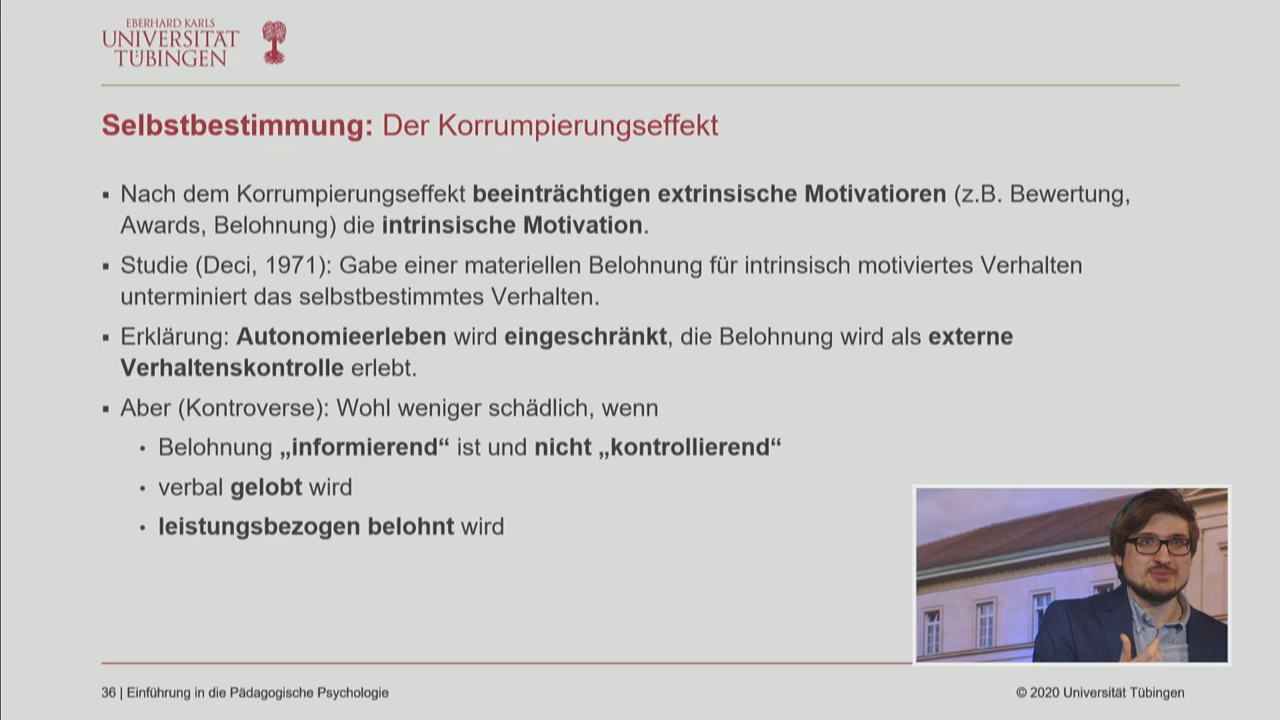 EBERHARD KARLS
UNIVERSITÄT
TÜBINGEN
Selbstbestimmung: Der Korrumpierungseffekt
▪ Nach dem Korrumpierungseffekt beeinträchtigen extrinsische Motivatioren (z.B. Bewertung,
Awards, Belohnung) die intrinsische Motivation.
▪ Studie (Deci, 1971): Gabe einer materiellen Belohnung für intrinsisch motiviertes Verhalten
unterminiert das selbstbestimmtes Verhalten.
▪ Erklärung: Autonomieerleben wird eingeschränkt, die Belohnung wird als externe
Verhaltenskontrolle erlebt.
▪ Aber (Kontroverse): Wohl weniger schädlich, wenn
• Belohnung „informierend“ ist und nicht „kontrollierend“
• verbal gelobt wird
• leistungsbezogen belohnt wird
36 | Einführung in die Pädagogische Psychologie
© 2020 Universität Tübingen